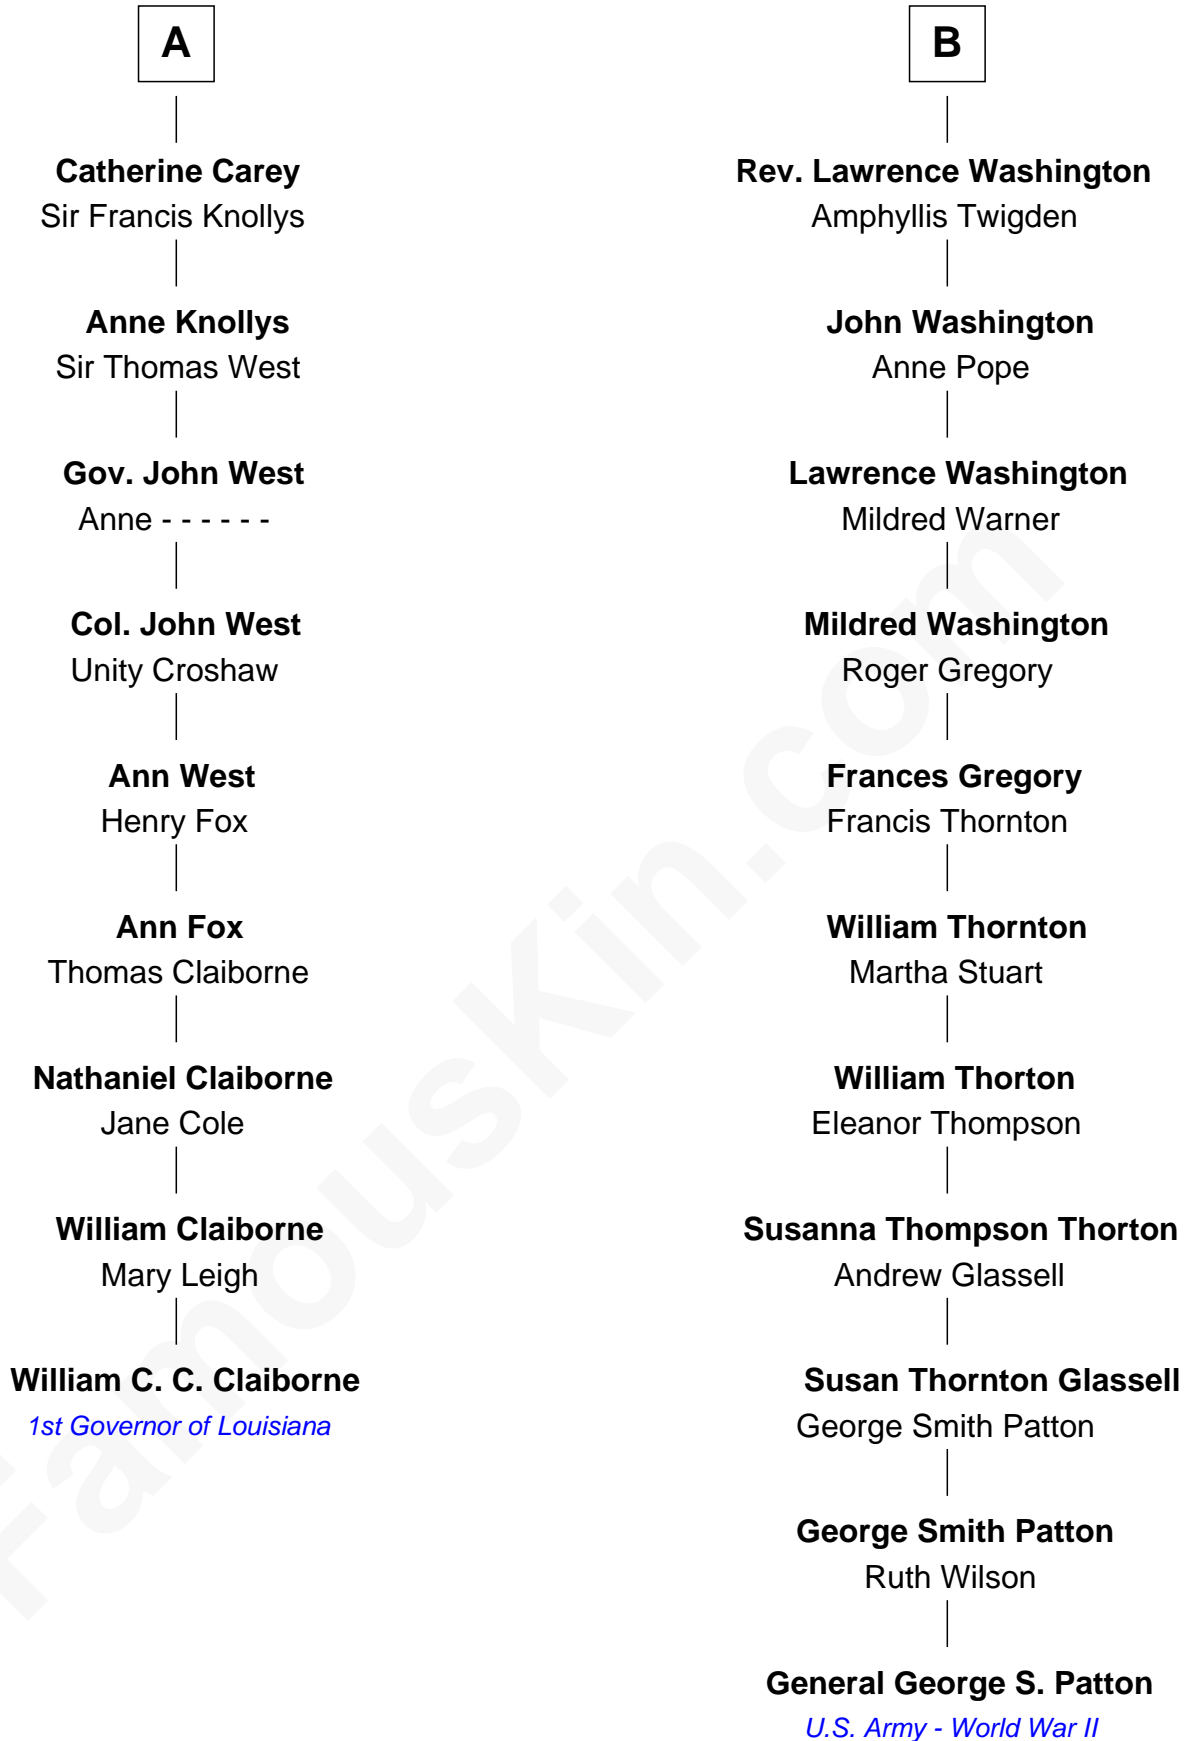 A
Catherine Carey
Sir Francis Knollys
Anne Knollys
Sir Thomas West
Gov. John West
Anne - - - - - -
Col. John West
Unity Croshaw
Ann West
Henry Fox
Ann Fox
Thomas Claiborne
Nathaniel Claiborne
Jane Cole
William Claiborne
Mary Leigh
William C. C. Claiborne
1st Governor of Louisiana
B
Rev. Lawrence Washington
Amphyllis Twigden
John Washington
Anne Pope
Lawrence Washington
Mildred Warner
Mildred Washington
Roger Gregory
Frances Gregory
Francis Thornton
William Thornton
Martha Stuart
William Thorton
Eleanor Thompson
Susanna Thompson Thorton
Andrew Glassell
Susan Thornton Glassell
George Smith Patton
George Smith Patton
Ruth Wilson
General George S. Patton
U.S. Army - World War II
FamousKin.com